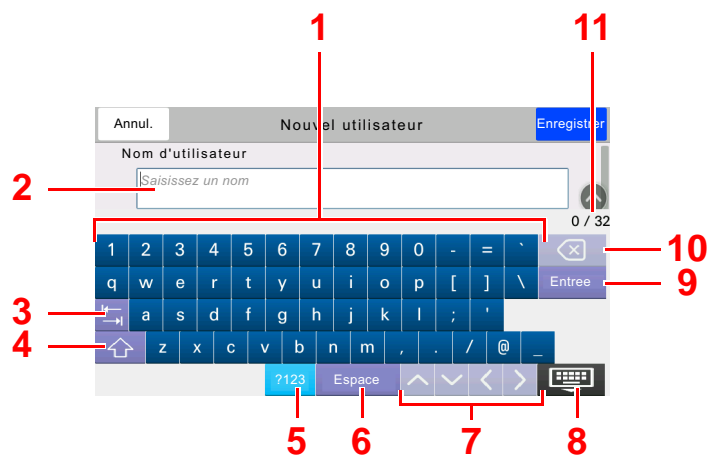 1 11
Annul. Nouvel utilisateur Enregistrer
Nom d'utilisateur
2 Saisissez un nom
0 / 32
1 2 3 4 5 6 7 8 9 0 - = ` 10
q w e r t y u i o p [ ] \ Entree 9
3 a s d f g h j k l ; '
4 z x c v b n m , . / @ _
?123 Espace
5 6 7 8